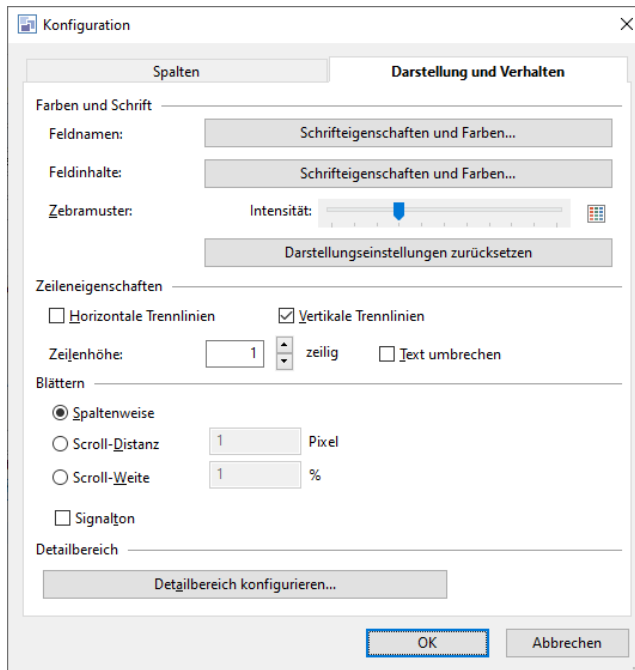 Konfiguration
Spalten Darstellung und Verhalten
Farben und Schrift
Feldnamen: Schrifteigenschaften und Farben...
Feldinhalte: Schrifteigenschaften und Farben...
Zebramuster: Intensität:
Darstellungseinstellungen zurücksetzen
Zeileneigenschaften
Horizontale Trennlinien Vertikale Trennlinien
Zeilenhöhe: 1 zeilig Text umbrechen
Blättern
Spaltenweise
Scroll-Distanz 1 Pixel
Scroll-Weite 1 %
Signalton
Detailbereich
Detailbereich konfigurieren...
OK Abbrechen